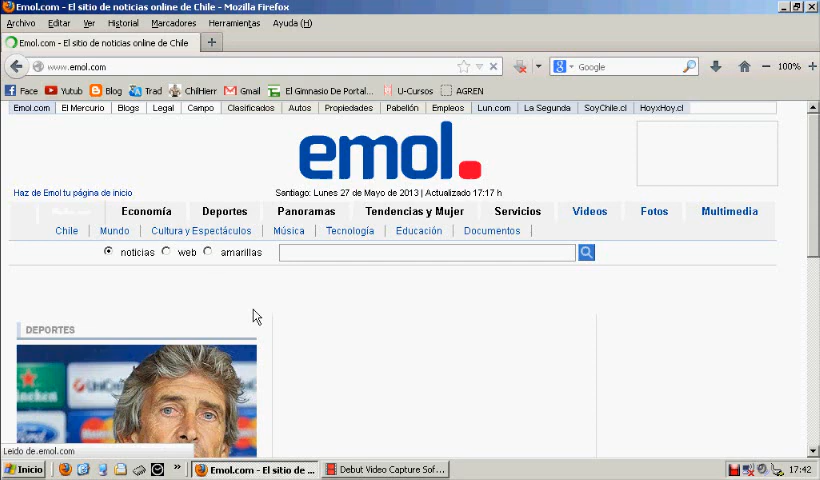 Emol.com - El sitio de noticias online de Chile - Mozilla Firefox
Archivo Editar Ver Historial Marcadores Herramientas Ayuda (H)
Emol.com - El sitio de noticias online de Chile
www.emol.com Google 100%
Face Yutub Blog Trad ChilHerr Gmail El Gimnasio De Portal... U-Cursos AGREN
Emol.com El Mercurio Blogs Legal Campo Clasificados Autos Propiedades Pabellón Empleos Lun.com La Segunda SoyChile.cl HoyxHoy.cl
emol.
Haz de Emol tu página de inicio Santiago: Lunes 27 de Mayo de 2013 | Actualizado 17:17 h
Economía Deportes Panoramas Tendencias y Mujer Servicios Videos Fotos Multimedia
Chile Mundo Cultura y Espectáculos Música Tecnología Educación Documentos
noticias web amarillas
DEPORTES
Heineken
Leido de.emol.com
Inicio Emol.com - El sitio de ... Debut Video Capture Sof... 17:42